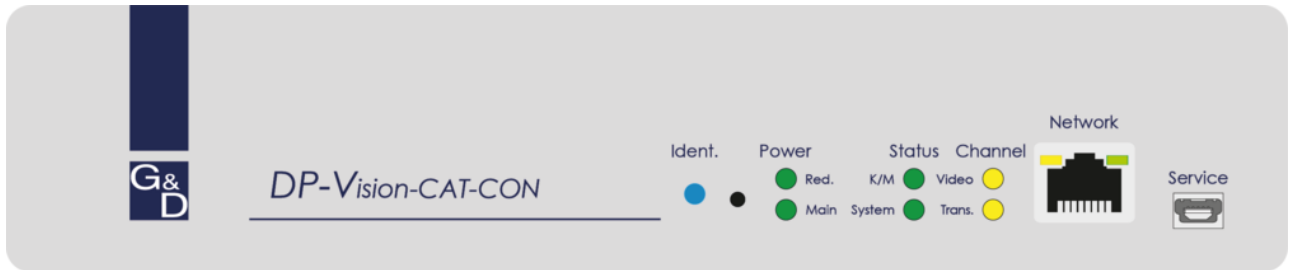 Network
Ident. Power Status Channel
G&
D
DP-Vision-CAT-CON
Red. K/M Video
Main System Trans.
Service